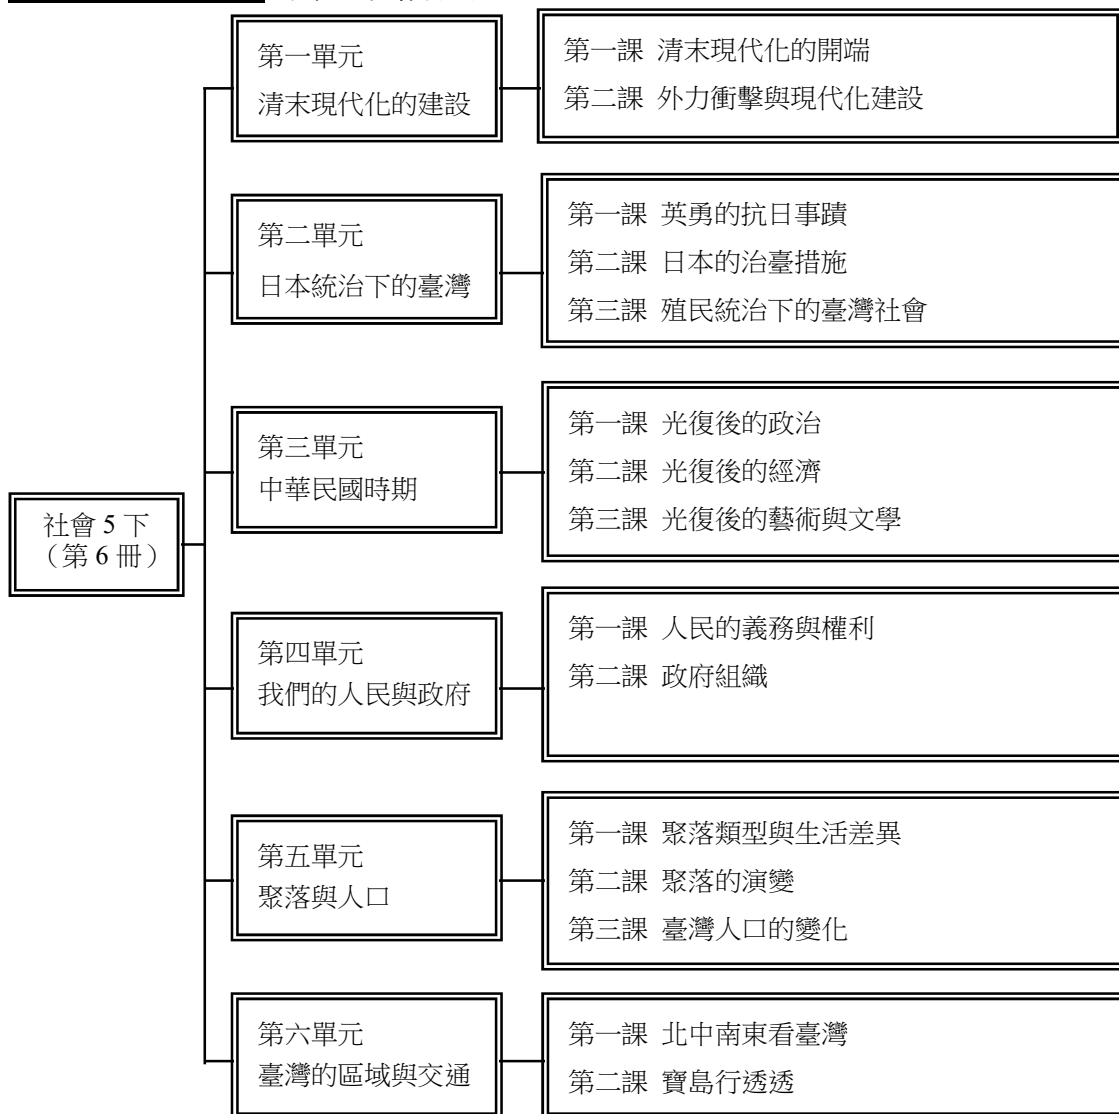 第一單元
清末現代化的建設
第一課 清末現代化的開端
第二課 外力衝擊與現代化建設
第二單元
日本統治下的臺灣
第一課 英勇的抗日事蹟
第二課 日本的治臺措施
第三課 殖民統治下的臺灣社會
第三單元
中華民國時期
第一課 光復後的政治
第二課 光復後的經濟
第三課 光復後的藝術與文學
社會 5 下
（第 6 冊）
第四單元
我們的人民與政府
第一課 人民的義務與權利
第二課 政府組織
第五單元
聚落與人口
第一課 聚落類型與生活差異
第二課 聚落的演變
第三課 臺灣人口的變化
第六單元
臺灣的區域與交通
第一課 北中南東看臺灣
第二課 寶島行透透